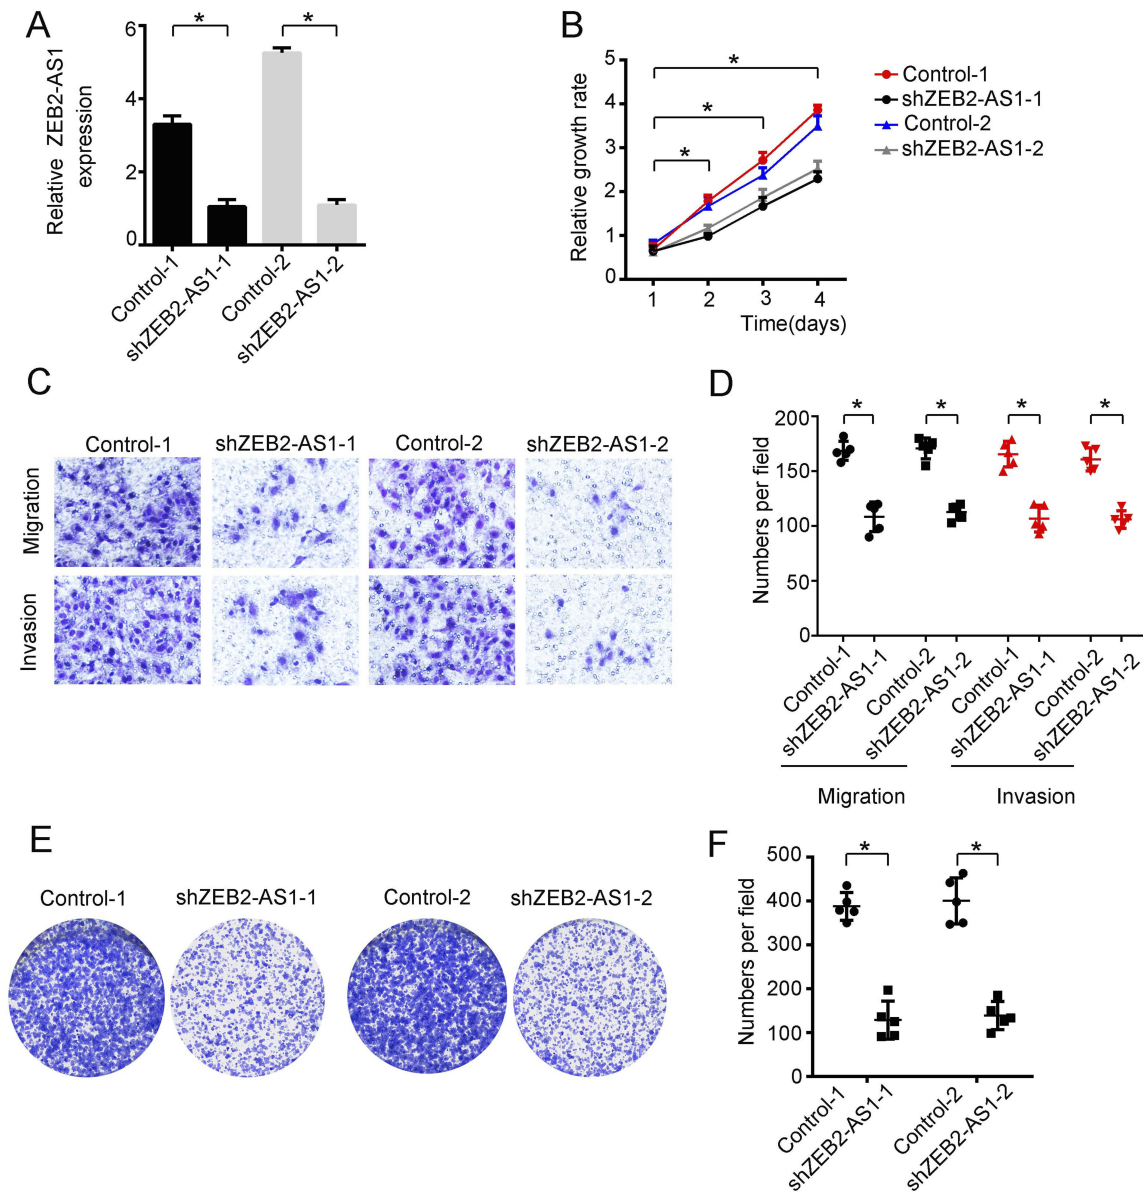 A
Relative ZEB2-AS1
expression
6
4
2
0
*
*
Control-1
shZEB2-AS1-1
Control-2
shZEB2-AS1-2
B
Relative growth rate
5
4
3
2
1
0
*
*
*
1 2 3 4
Time(days)
Control-1
shZEB2-AS1-1
Control-2
shZEB2-AS1-2
C
Control-1 shZEB2-AS1-1 Control-2 shZEB2-AS1-2
Migration
Invasion
D
Numbers per field
200
150
100
50
0
* * * *
Control-1
shZEB2-AS1-1
Control-2
shZEB2-AS1-2
Control-1
shZEB2-AS1-1
Control-2
shZEB2-AS1-2
Migration Invasion
E
Control-1 shZEB2-AS1-1 Control-2 shZEB2-AS1-2
F
Numbers per field
500
400
300
200
100
0
* *
Control-1
shZEB2-AS1-1
Control-2
shZEB2-AS1-2